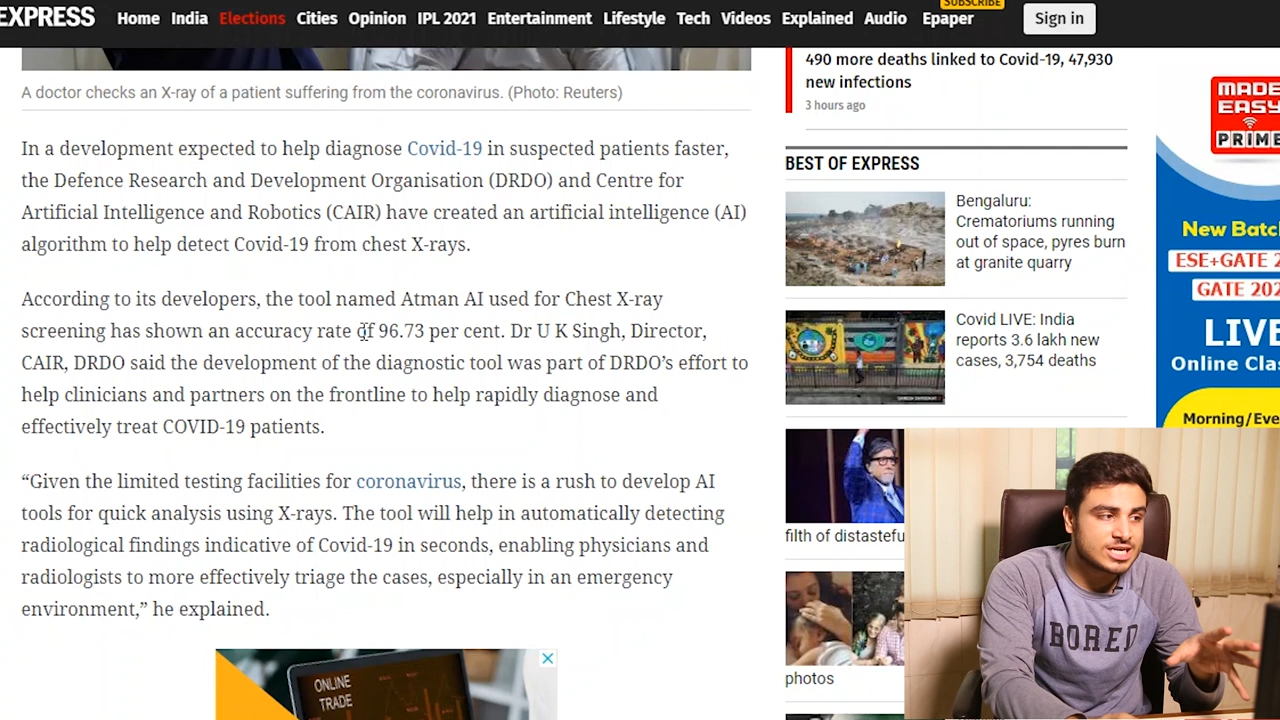 EXPRESS
Home India Elections Cities Opinion IPL 2021 Entertainment Lifestyle Tech Videos Explained Audio Epaper
SUBSCRIBE
Sign in
A doctor checks an X-ray of a patient suffering from the coronavirus. (Photo: Reuters)
In a development expected to help diagnose Covid-19 in suspected patients faster,
the Defence Research and Development Organisation (DRDO) and Centre for
Artificial Intelligence and Robotics (CAIR) have created an artificial intelligence (AI)
algorithm to help detect Covid-19 from chest X-rays.
According to its developers, the tool named Atman AI used for Chest X-ray
screening has shown an accuracy rate of 96.73 per cent. Dr U K Singh, Director,
CAIR, DRDO said the development of the diagnostic tool was part of DRDO’s effort to
help clinicians and partners on the frontline to help rapidly diagnose and
effectively treat COVID-19 patients.
“Given the limited testing facilities for coronavirus, there is a rush to develop AI
tools for quick analysis using X-rays. The tool will help in automatically detecting
radiological findings indicative of Covid-19 in seconds, enabling physicians and
radiologists to more effectively triage the cases, especially in an emergency
environment,” he explained.
ONLINE
TRADE
490 more deaths linked to Covid-19, 47,930
new infections
3 hours ago
BEST OF EXPRESS
Bengaluru:
Crematoriums running
out of space, pyres burn
at granite quarry
Covid LIVE: India
reports 3.6 lakh new
cases, 3,754 deaths
filth of
photos
MADE
EASY
PRIME
New
ESE+GATE
GATE
LIVE
Online
Morning
BORED